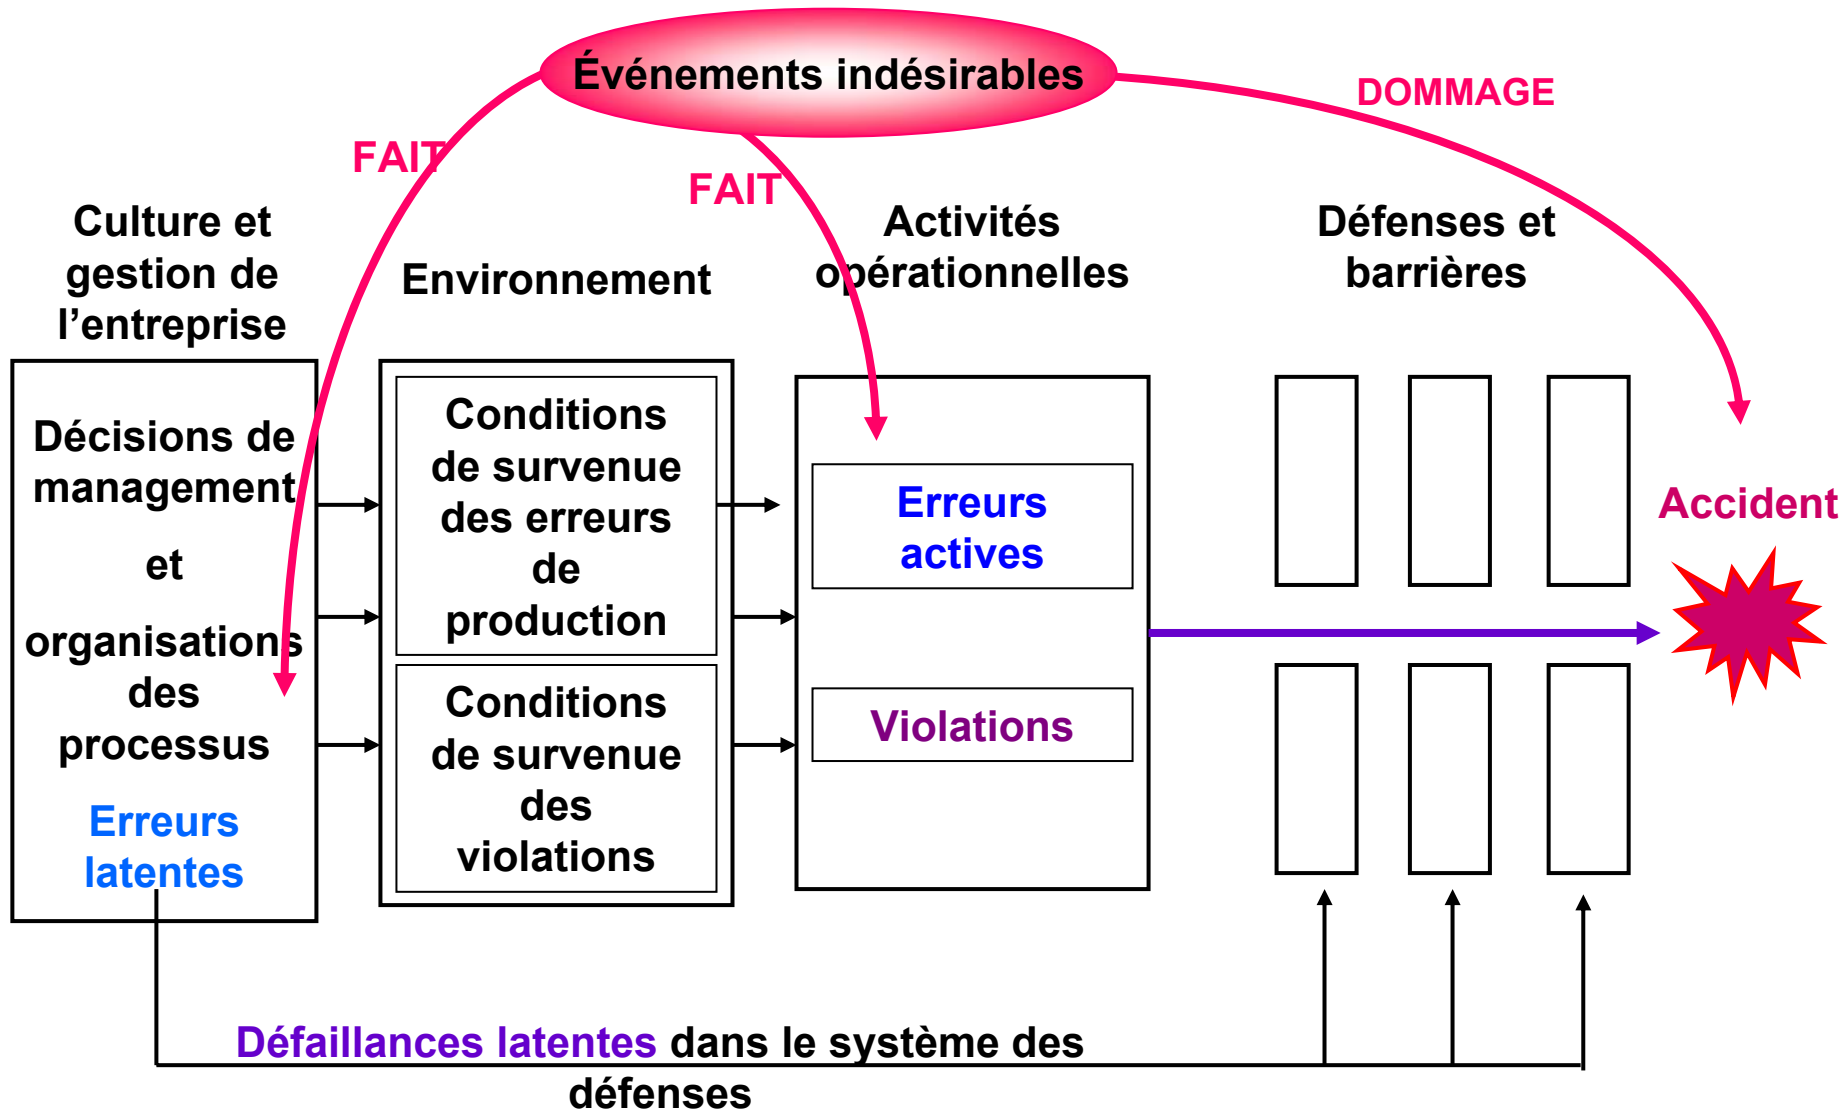 Événements indésirables
DOMMAGE
FAIT
FAIT
Culture et
gestion de
l’entreprise
Environnement
Activités
opérationnelles
Défenses et
barrières
Décisions de
management
et
organisations
des
processus
Erreurs
latentes
Conditions
de survenue
des erreurs
de
production
Conditions
de survenue
des
violations
Erreurs
actives
Violations
Accident
Défaillances latentes dans le système des
défenses